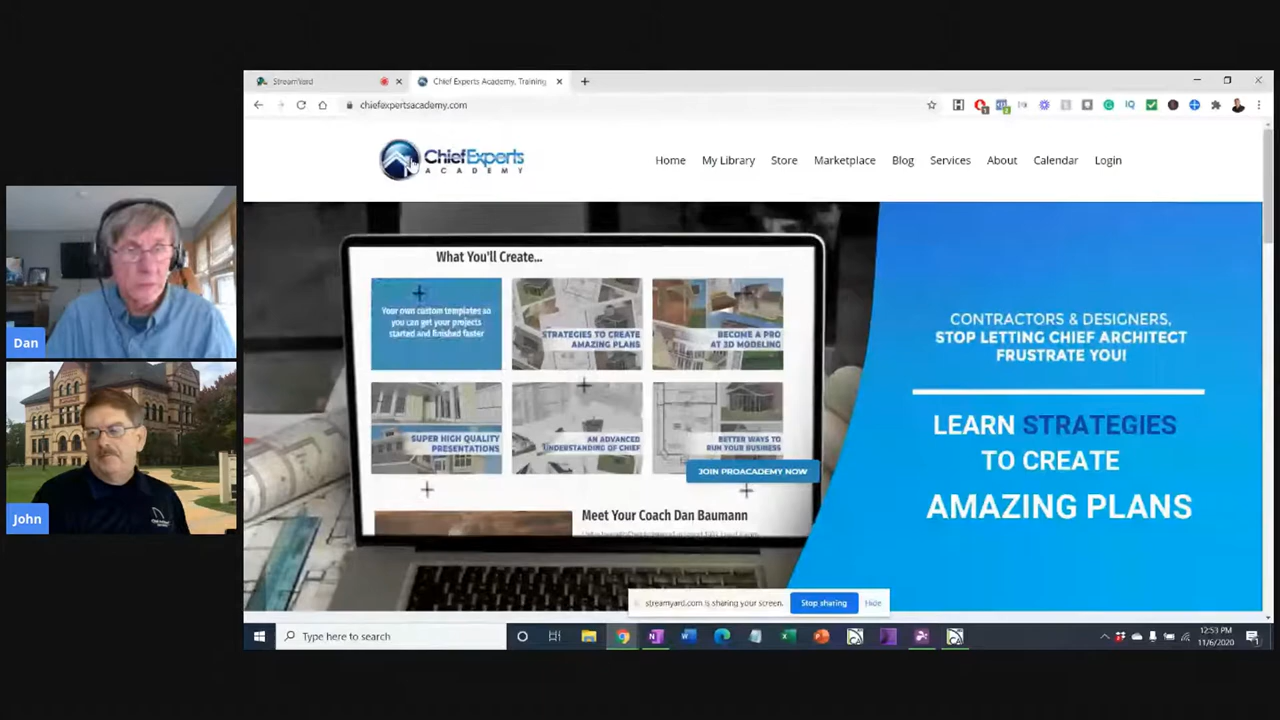 StreamYard
Chief Experts Academy, Training
chiefexpertsacademy.com
ChiefExperts
ACADEMY
Home My Library Store Marketplace Blog Services About Calendar Login
What You'll Create...
Your own custom templates so
you can get your projects
started and finished faster
STRATEGIES TO CREATE
AMAZING PLANS
BECOME A PRO
AT 3D MODELING
SUPER HIGH QUALITY
PRESENTATIONS
AN ADVANCED
UNDERSTANDING OF CHIEF
BETTER WAYS TO
RUN YOUR BUSINESS
JOIN PROACADEMY NOW
Meet Your Coach Dan Baumann
CONTRACTORS & DESIGNERS,
STOP LETTING CHIEF ARCHITECT
FRUSTRATE YOU!
LEARN STRATEGIES
TO CREATE
AMAZING PLANS
Dan
John
streamyard.com is sharing your screen. Stop sharing Hide
Type here to search
12:53 PM
11/6/2020